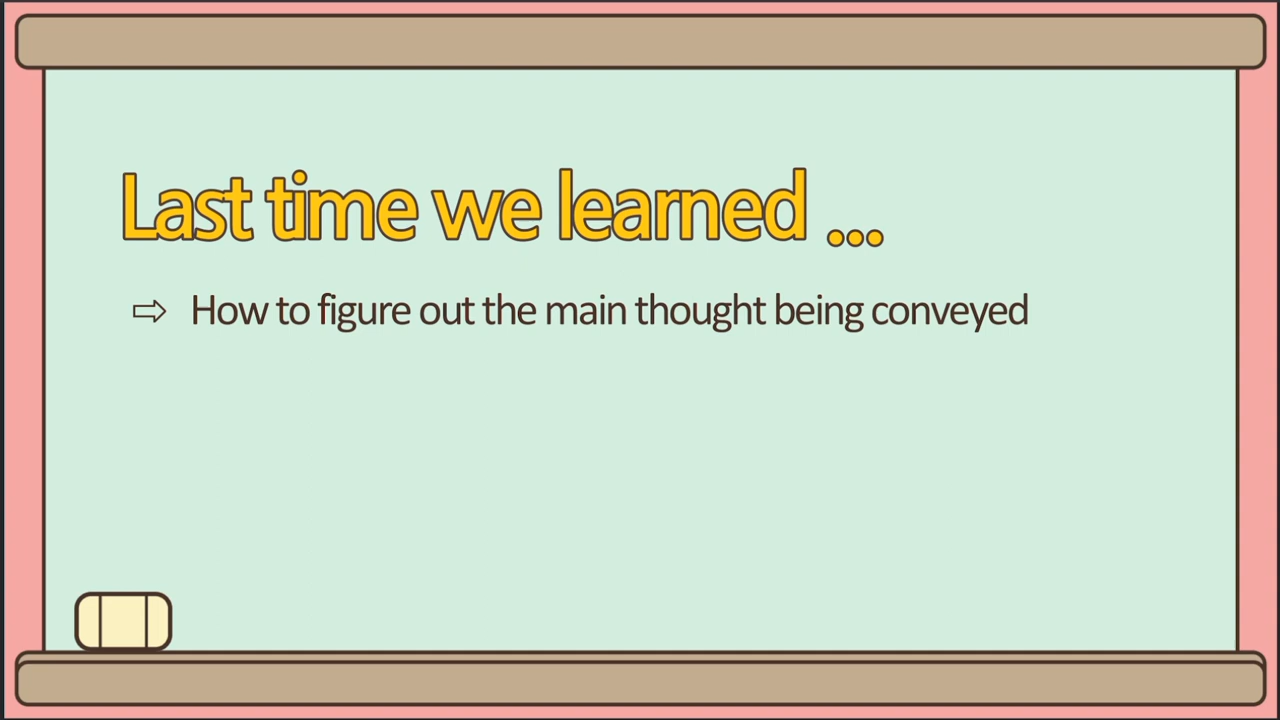 Last time we learned ...
⇨ How to figure out the main thought being conveyed